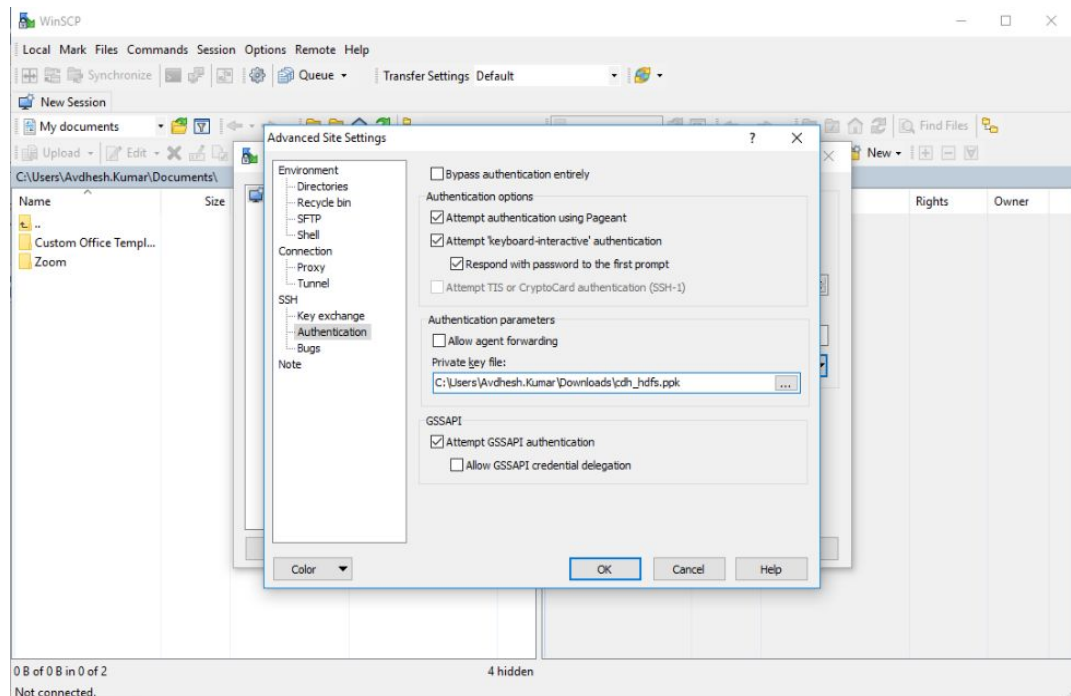 WinSCP
Local Mark Files Commands Session Options Remote Help
Synchronize Queue Transfer Settings Default
New Session
My documents Find Files
Upload Edit New
C:\Users\Avdhesh.Kumar\Documents\
Name Size Rights Owner
..
Custom Office Templ...
Zoom
Advanced Site Settings ?
Environment
Directories
Recycle bin
SFTP
Shell
Connection
Proxy
Tunnel
SSH
Key exchange
Authentication
Bugs
Note
Bypass authentication entirely
Authentication options
Attempt authentication using Pageant
Attempt 'keyboard-interactive' authentication
Respond with password to the first prompt
Attempt TIS or CryptoCard authentication (SSH-1)
Authentication parameters
Allow agent forwarding
Private key file:
C:\Users\Avdhesh.Kumar\Downloads\cdh_hdfs.ppk ...
GSSAPI
Attempt GSSAPI authentication
Allow GSSAPI credential delegation
Color OK Cancel Help
0 B of 0 B in 0 of 2 4 hidden
Not connected.